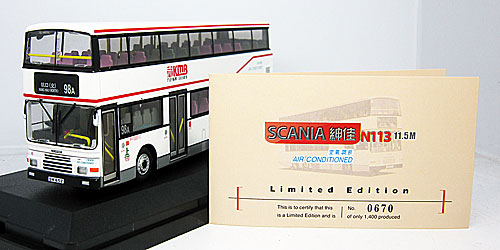 98A
KMB
98A
SCANIA 紳佳 N113 11.5M
空氣調節
AIR CONDITIONED
Limited Edition
This is to certify that this
is a Limited Edition and is
No. 0670
of only 1,400 produced